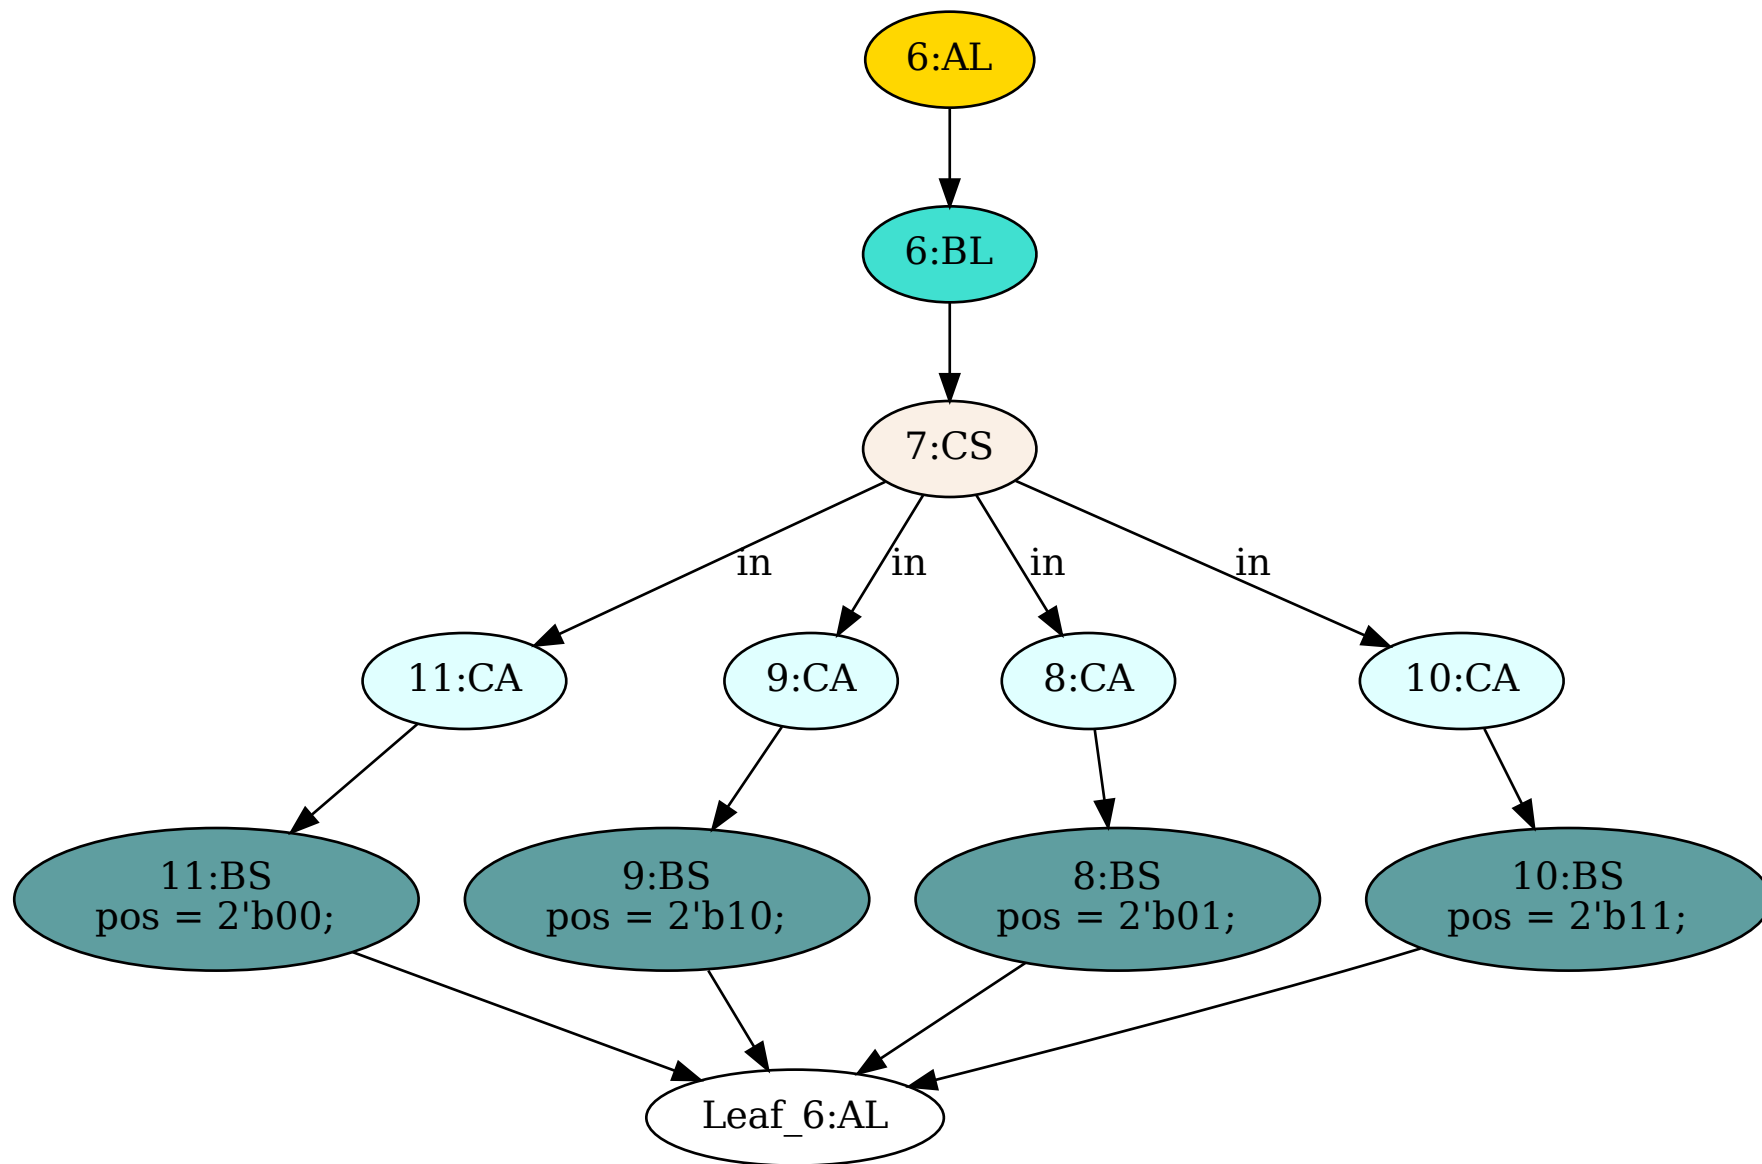 6:AL
6:BL
7:CS
in
in
in
in
11:CA
9:CA
8:CA
10:CA
11:BS
pos = 2'b00;
9:BS
pos = 2'b10;
8:BS
pos = 2'b01;
10:BS
pos = 2'b11;
Leaf_6:AL